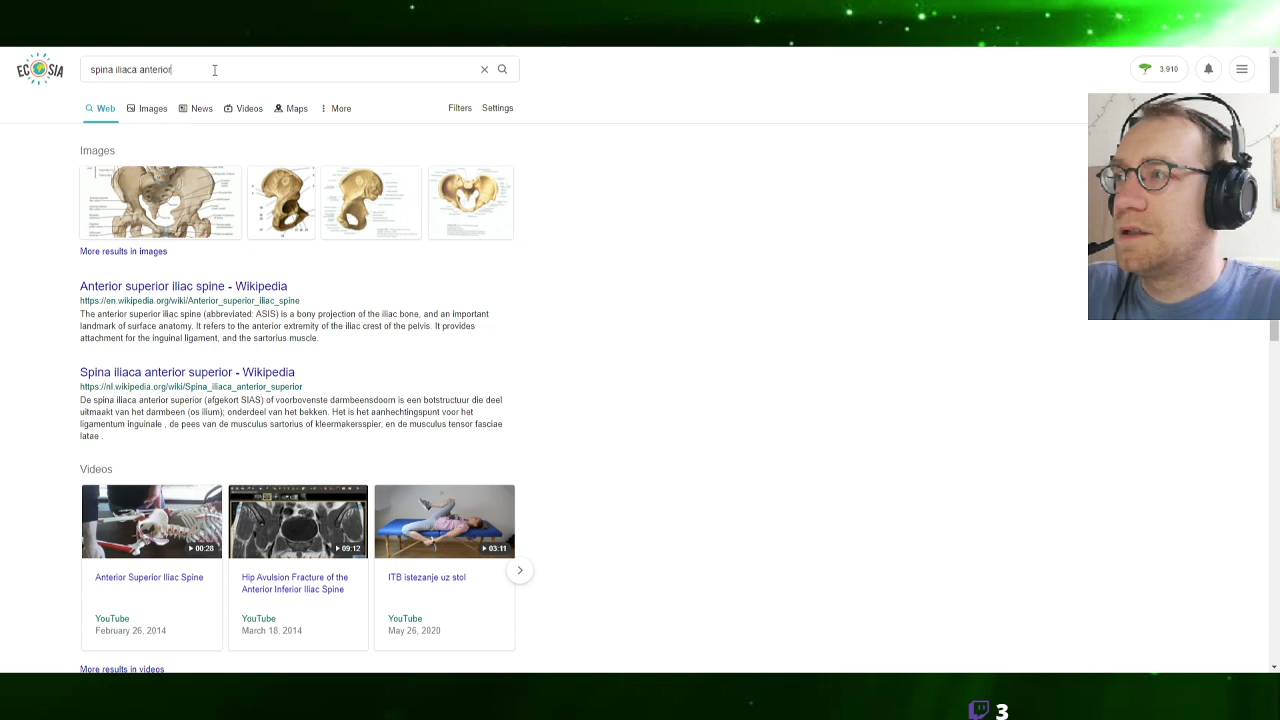 ECOSIA
spina iliaca anterior
3,910
Web
Images
News
Videos
Maps
More
Filters
Settings
Images
More results in images
Anterior superior iliac spine - Wikipedia
https://en.wikipedia.org/wiki/Anterior_superior_iliac_spine
The anterior superior iliac spine (abbreviated: ASIS) is a bony projection of the iliac bone, and an important
landmark of surface anatomy. It refers to the anterior extremity of the iliac crest of the pelvis. It provides
attachment for the inguinal ligament, and the sartorius muscle.
Spina iliaca anterior superior - Wikipedia
https://nl.wikipedia.org/wiki/Spina_iliaca_anterior_superior
De spina iliaca anterior superior (afgekort SIAS) of voorbovenste darmbeensdoorn is een botstructuur die deel
uitmaakt van het darmbeen (os ilium); onderdeel van het bekken. Het is het aanhechtingspunt voor het
ligamentum inguinale , de pees van de musculus sartorius of kleermakersspier, en de musculus tensor fasciae
latae .
Videos
00:28
09:12
03:11
Anterior Superior Iliac Spine
YouTube
February 26, 2014
Hip Avulsion Fracture of the
Anterior Inferior Iliac Spine
YouTube
March 18, 2014
ITB istezanje uz stol
YouTube
May 26, 2020
More results in videos
3